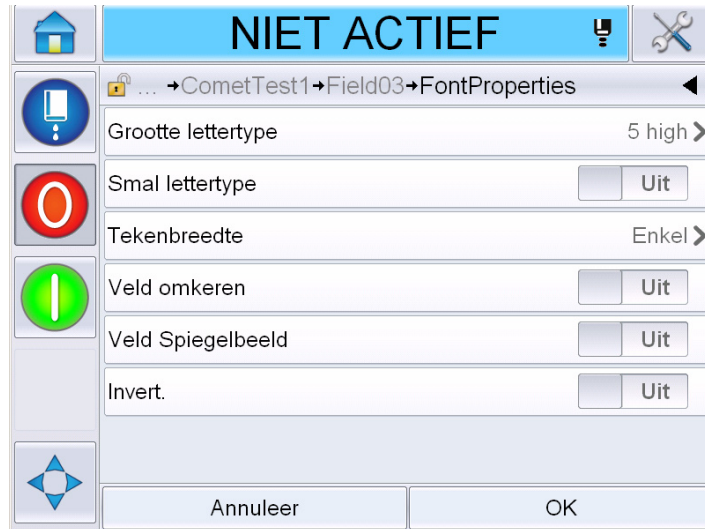 NIET ACTIEF
... →CometTest1→Field03→FontProperties
Grootte lettertype 5 high
Smal lettertype Uit
Tekenbreedte Enkel
Veld omkeren Uit
Veld Spiegelbeeld Uit
Invert. Uit
Annuleer OK